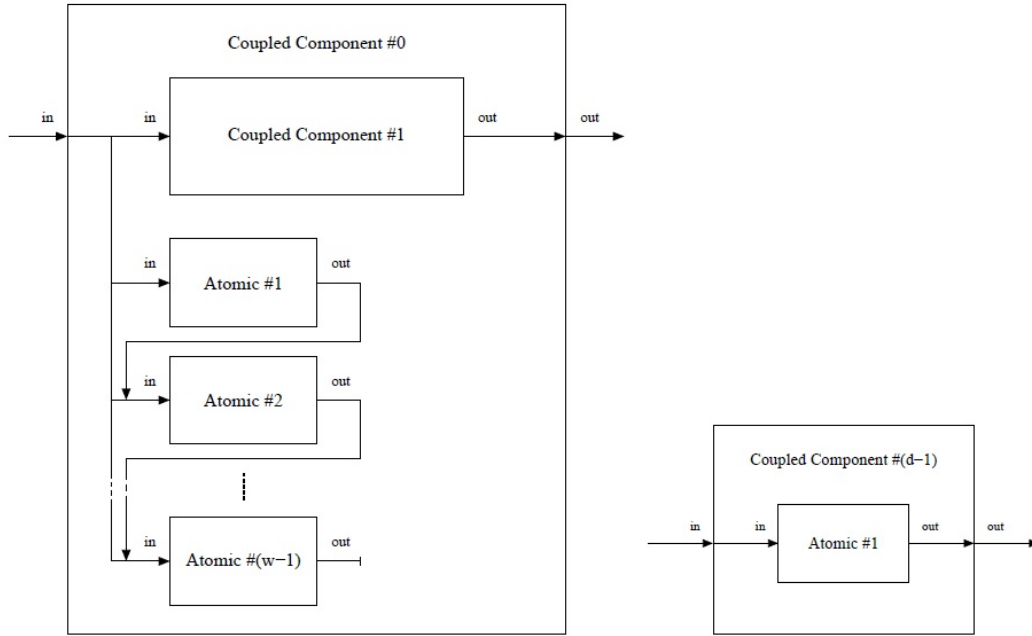 Coupled Component #0
in
in
Coupled Component #1
out
out
in
Atomic #1
out
in
Atomic #2
out
in
Atomic #(w−1)
out
Coupled Component #(d−1)
in
in
Atomic #1
out
out